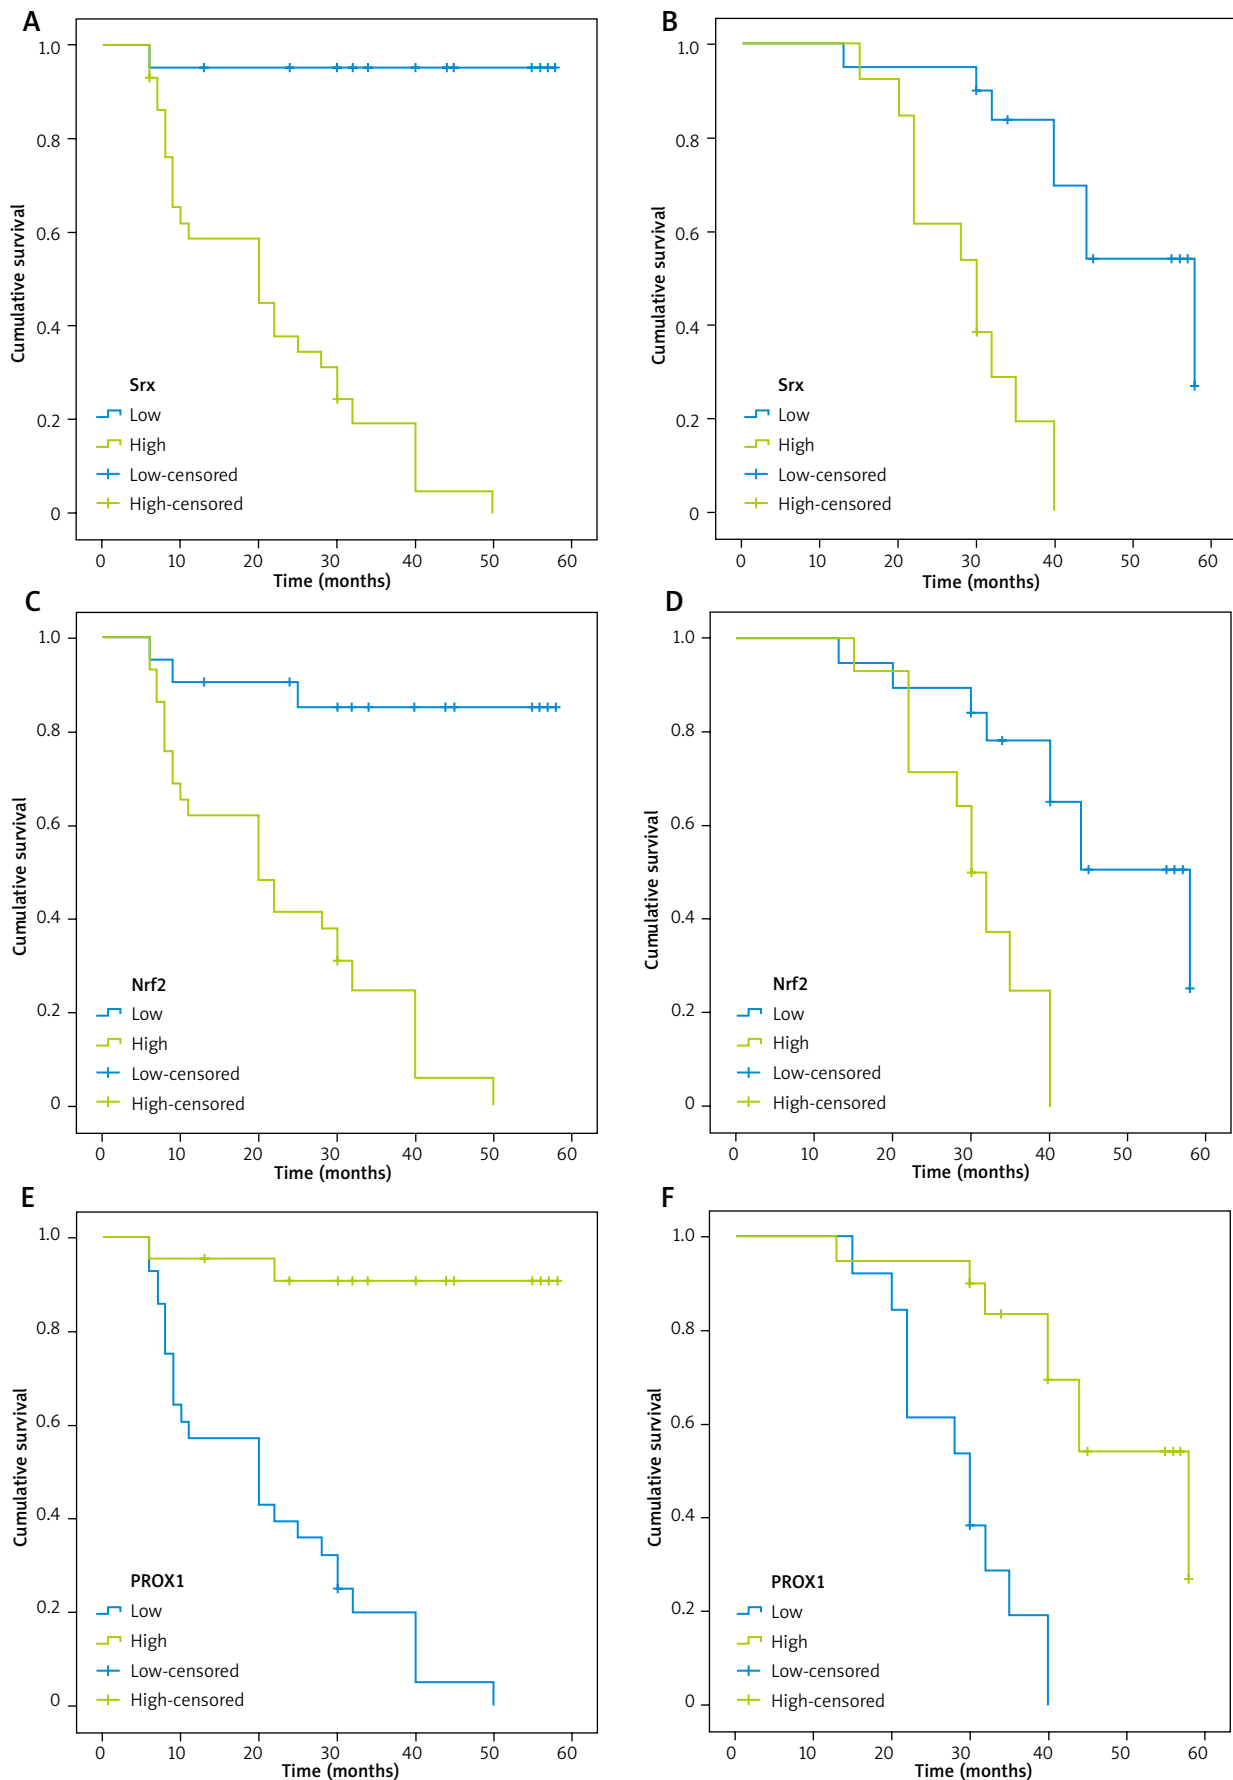 A
1.0
0.8
0.6
0.4
0.2
0
Cumulative survival
Srx
Low
High
Low-censored
High-censored
0 10 20 30 40 50 60
Time (months)
B
1.0
0.8
0.6
0.4
0.2
0
Cumulative survival
Srx
Low
High
Low-censored
High-censored
0 10 20 30 40 50 60
Time (months)
C
1.0
0.8
0.6
0.4
0.2
0
Cumulative survival
Nrf2
Low
High
Low-censored
High-censored
0 10 20 30 40 50 60
Time (months)
D
1.0
0.8
0.6
0.4
0.2
0
Cumulative survival
Nrf2
Low
High
Low-censored
High-censored
0 10 20 30 40 50 60
Time (months)
E
1.0
0.8
0.6
0.4
0.2
0
Cumulative survival
PROX1
Low
High
Low-censored
High-censored
0 10 20 30 40 50 60
Time (months)
F
1.0
0.8
0.6
0.4
0.2
0
Cumulative survival
PROX1
Low
High
Low-censored
High-censored
0 10 20 30 40 50 60
Time (months)